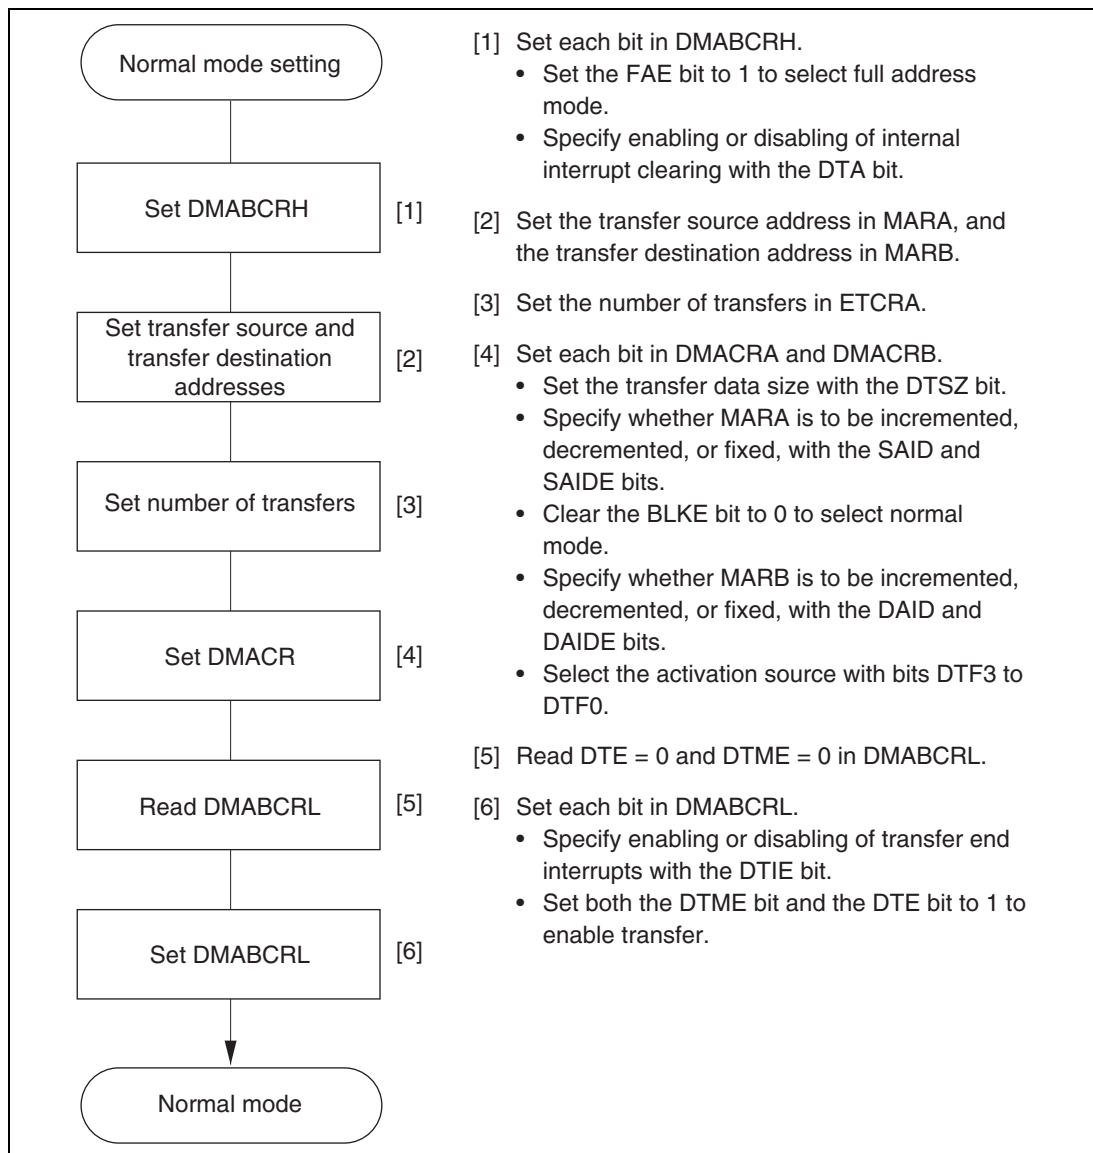 Normal mode setting
Set DMABCRH
[1]
Set transfer source and
transfer destination
addresses
[2]
Set number of transfers
[3]
Set DMACR
[4]
Read DMABCRL
[5]
Set DMABCRL
[6]
Normal mode
[1] Set each bit in DMABCRH.
• Set the FAE bit to 1 to select full address
mode.
• Specify enabling or disabling of internal
interrupt clearing with the DTA bit.
[2] Set the transfer source address in MARA, and
the transfer destination address in MARB.
[3] Set the number of transfers in ETCRA.
[4] Set each bit in DMACRA and DMACRB.
• Set the transfer data size with the DTSZ bit.
• Specify whether MARA is to be incremented,
decremented, or fixed, with the SAID and
SAIDE bits.
• Clear the BLKE bit to 0 to select normal
mode.
• Specify whether MARB is to be incremented,
decremented, or fixed, with the DAID and
DAIDE bits.
• Select the activation source with bits DTF3 to
DTF0.
[5] Read DTE = 0 and DTME = 0 in DMABCRL.
[6] Set each bit in DMABCRL.
• Specify enabling or disabling of transfer end
interrupts with the DTIE bit.
• Set both the DTME bit and the DTE bit to 1 to
enable transfer.